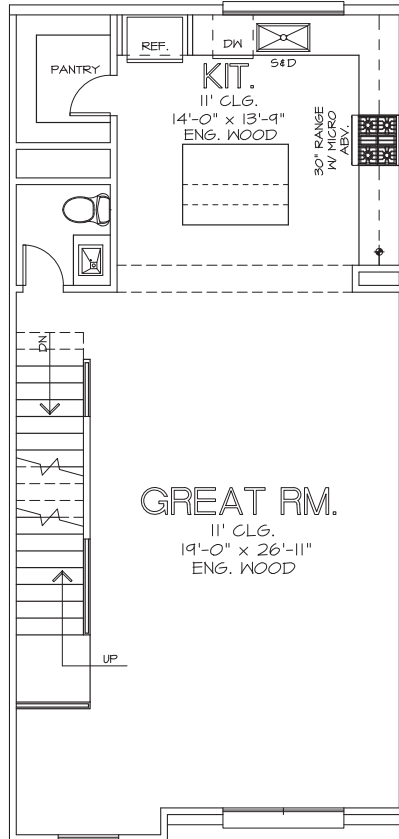 PANTRY
REF.
DW
S&D
KIT.
11' CLG.
14'-0" x 13'-9"
ENG. WOOD
30" RANGE
W/ MICRO
ABV.
DN
GREAT RM.
11' CLG.
19'-0" x 26'-11"
ENG. WOOD
UP